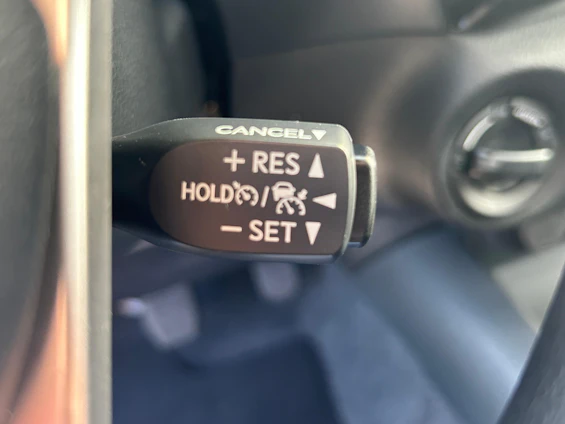 CANCEL▼
+ RES ▲
HOLD / ◄
− SET ▼